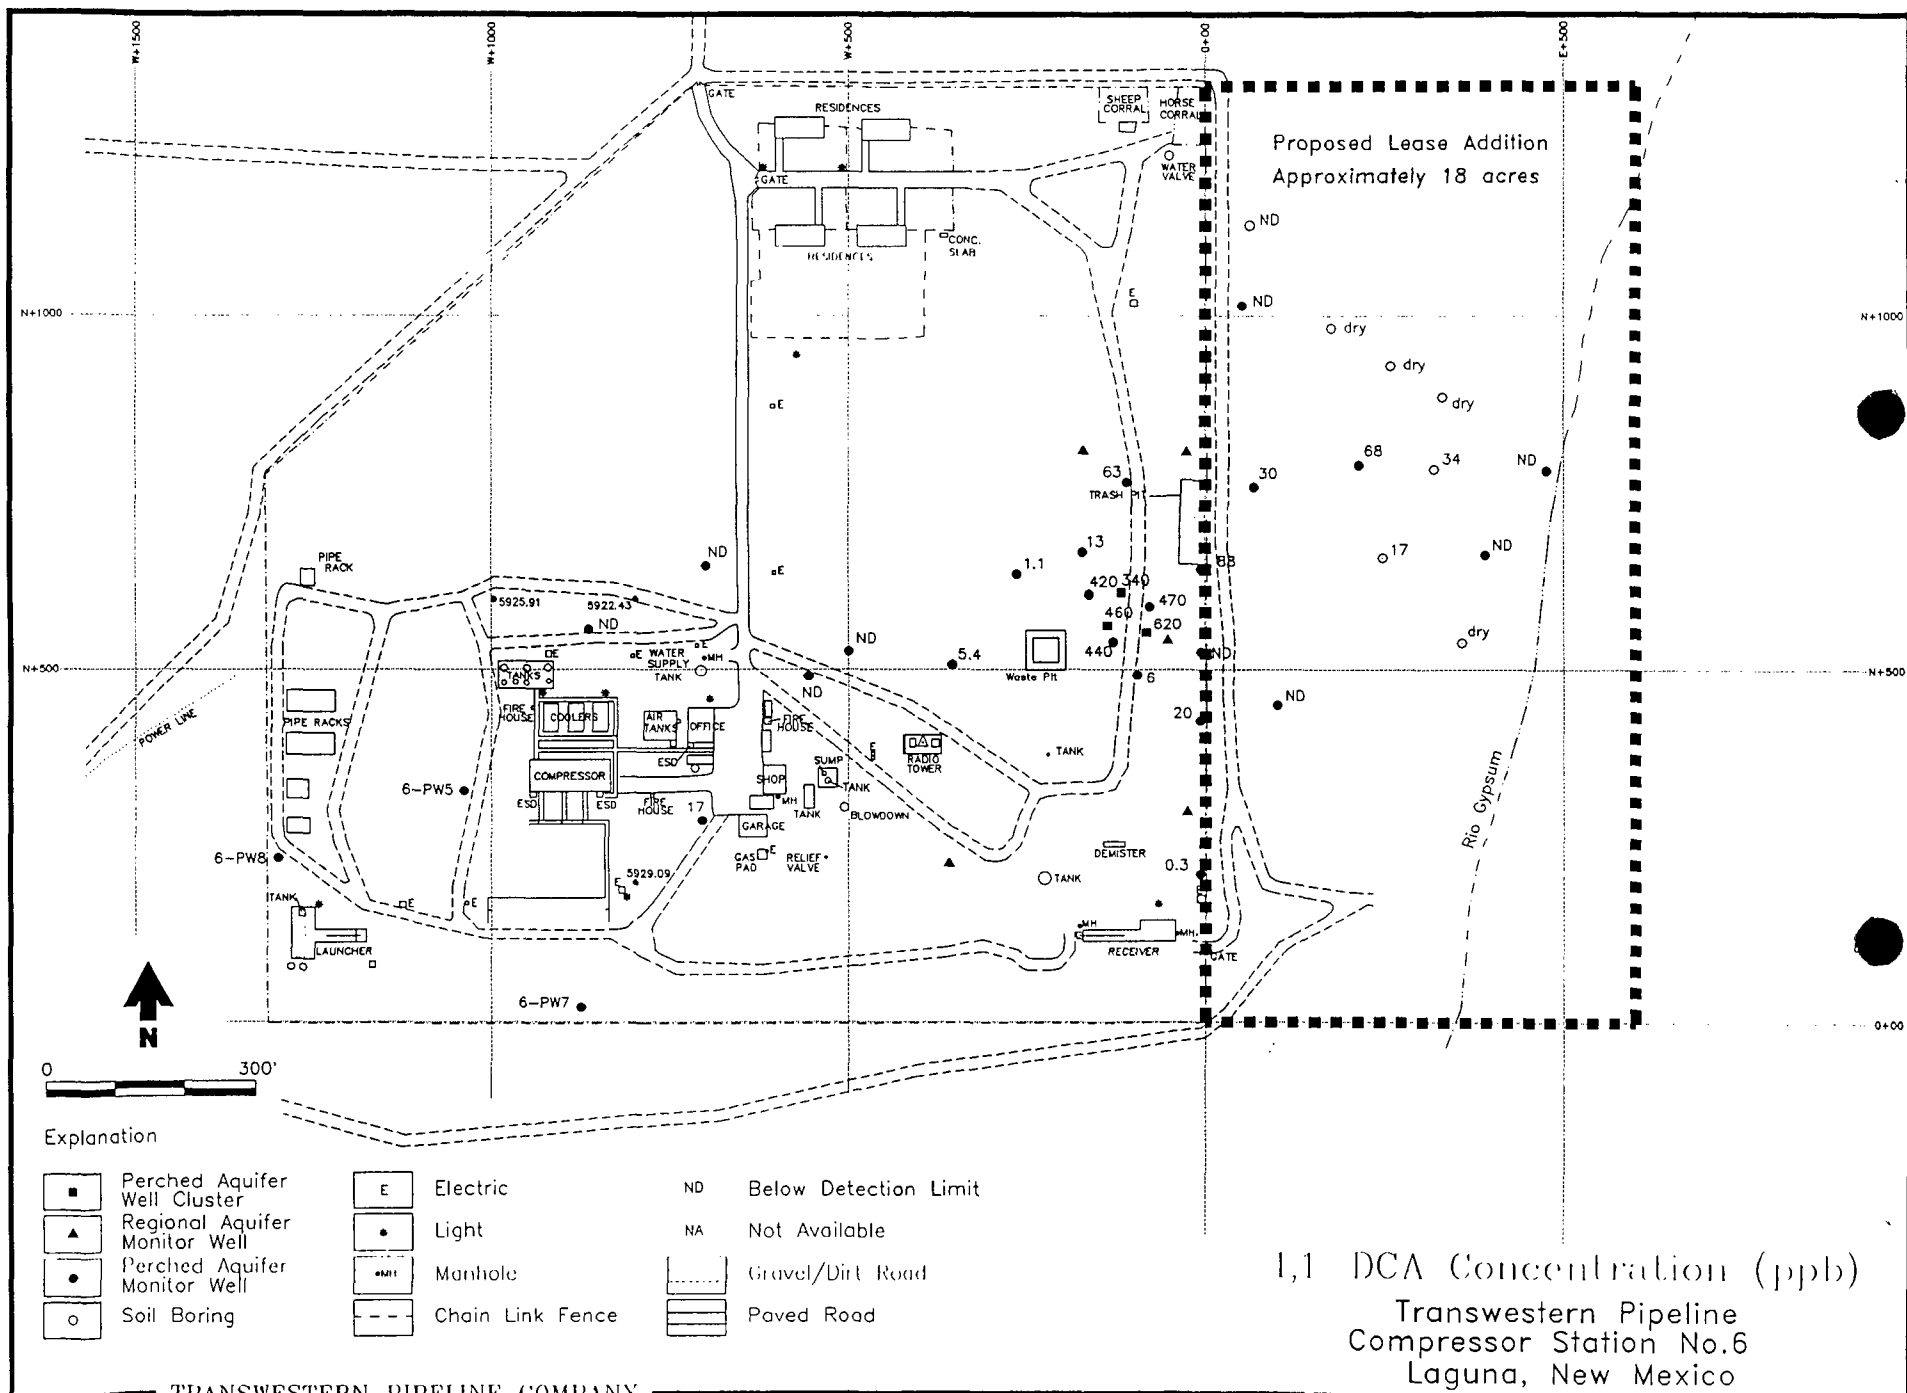 W+1500
W+1000
W+500
0+00
E+500
GATE
RESIDENCES
SHEEP
CORRAL
HORSE
CORRAL
Proposed Lease Addition
Approximately 18 acres
GATE
WATER
VALVE
ND
CONC.
SLAB
RESIDENCES
E
ND
N+1000
N+1000
dry
dry
dry
E
63
TRASH PIT
30
68
34
ND
ND
PIPE
RACK
E
1.1
13
88
17
ND
420
340
470
5925.91
5922.43
460
620
ND
ND
440
ND
dry
N+500
N+500
TANKS
E
E
WATER
SUPPLY
TANK
E
MH
5.4
Waste Pit
6
ND
ND
20
POWER LINE
PIPE RACKS
FIRE
HOUSE
COOLERS
AIR
TANKS
OFFICE
FIRE
HOUSE
E
RADIO
TOWER
TANK
ESD
SUMP
COMPRESSOR
SHOP
TANK
6-PW5
ESD
ESD
FIRE
HOUSE
17
MH
TANK
BLOWDOWN
GARAGE
Rio Gypsum
6-PW8
GAS
PAD
E
RELIEF
VALVE
DEMISTER
0.3
5929.09
E
TANK
TANK
E
E
LAUNCHER
MH
MH
RECEIVER
GATE
6-PW7
N
0+00
0
300'
Explanation
Perched Aquifer
Well Cluster
Regional Aquifer
Monitor Well
Perched Aquifer
Monitor Well
Soil Boring
E
Electric
Light
MH
Manhole
Chain Link Fence
ND
Below Detection Limit
NA
Not Available
Gravel/Dirt Road
Paved Road
1,1 DCA Concentration (ppb)
Transwestern Pipeline
Compressor Station No.6
Laguna, New Mexico
TRANSWESTERN PIPELINE COMPANY